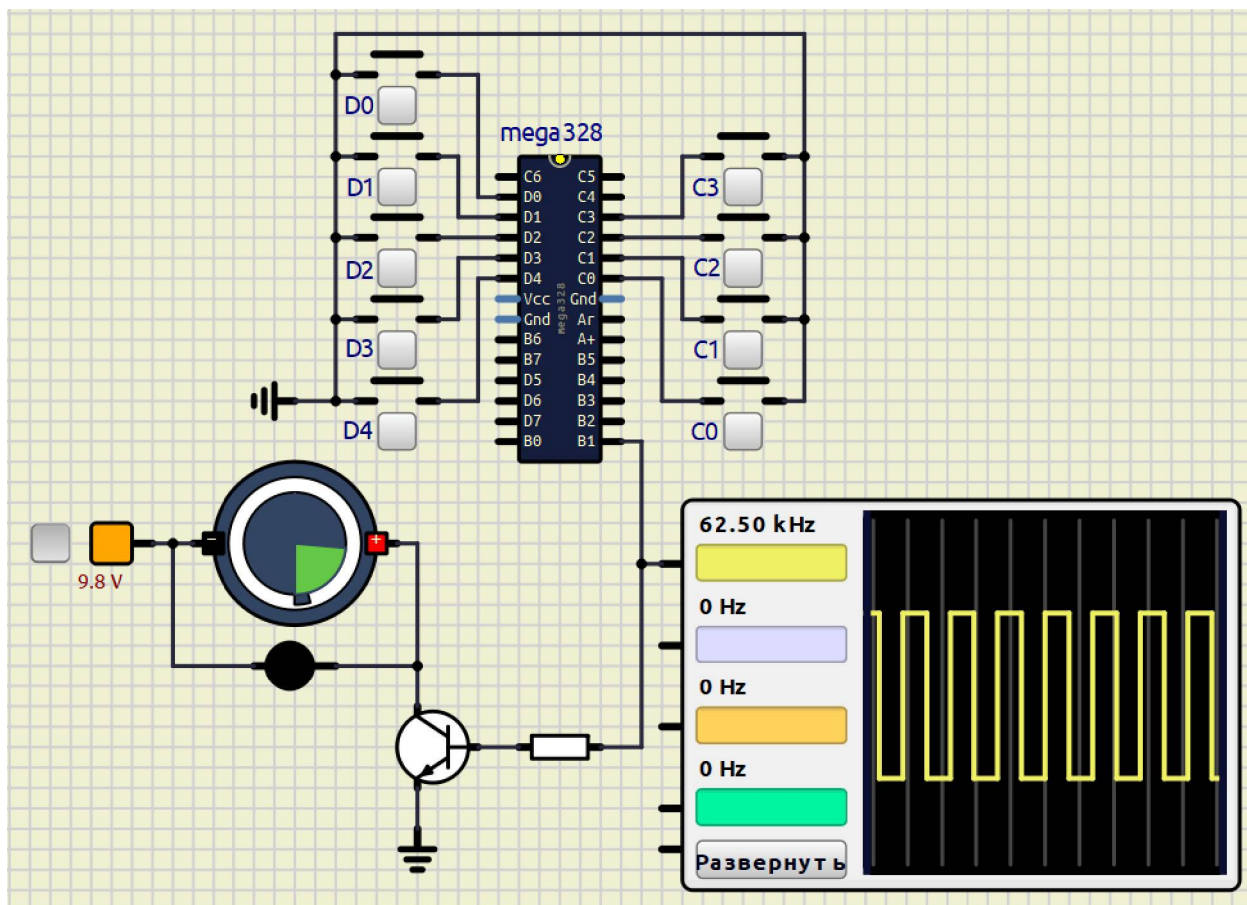 D0
D1
D2
D3
D4
mega328
C6
D0
D1
D2
D3
D4
Vcc
Gnd
B6
B7
D5
D6
D7
B0
mega328
C5
C4
C3
C2
C1
C0
Gnd
Ar
A+
B5
B4
B3
B2
B1
C3
C2
C1
C0
9.8 V
−
+
62.50 kHz
0 Hz
0 Hz
0 Hz
Развернуть